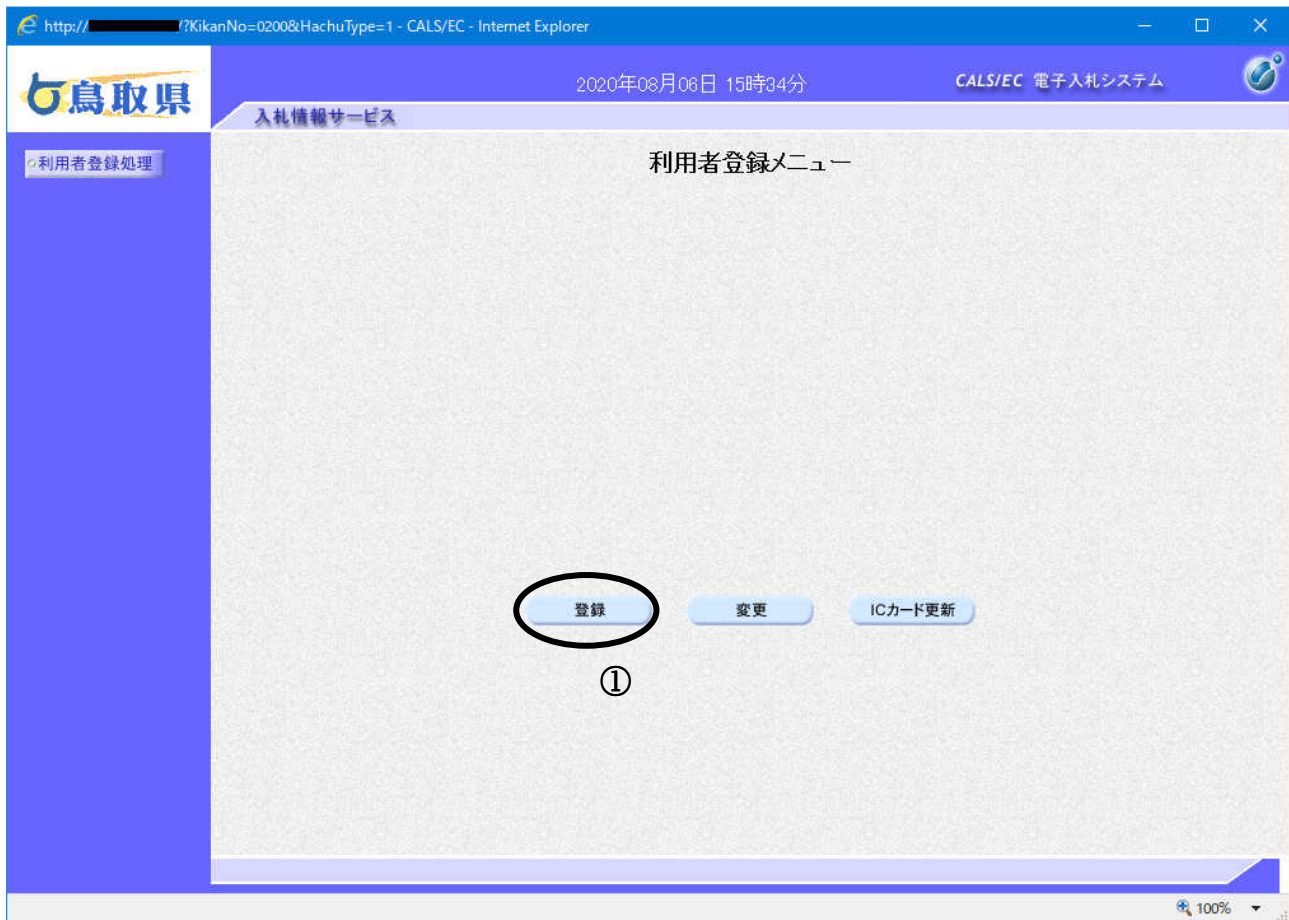 http:// /?KikanNo=0200&HachuType=1 - CALS/EC - Internet Explorer
鳥取県
2020年08月06日 15時34分
CALS/EC 電子入札システム
入札情報サービス
利用者登録処理
利用者登録メニュー
登録 変更 ICカード更新
①
100%